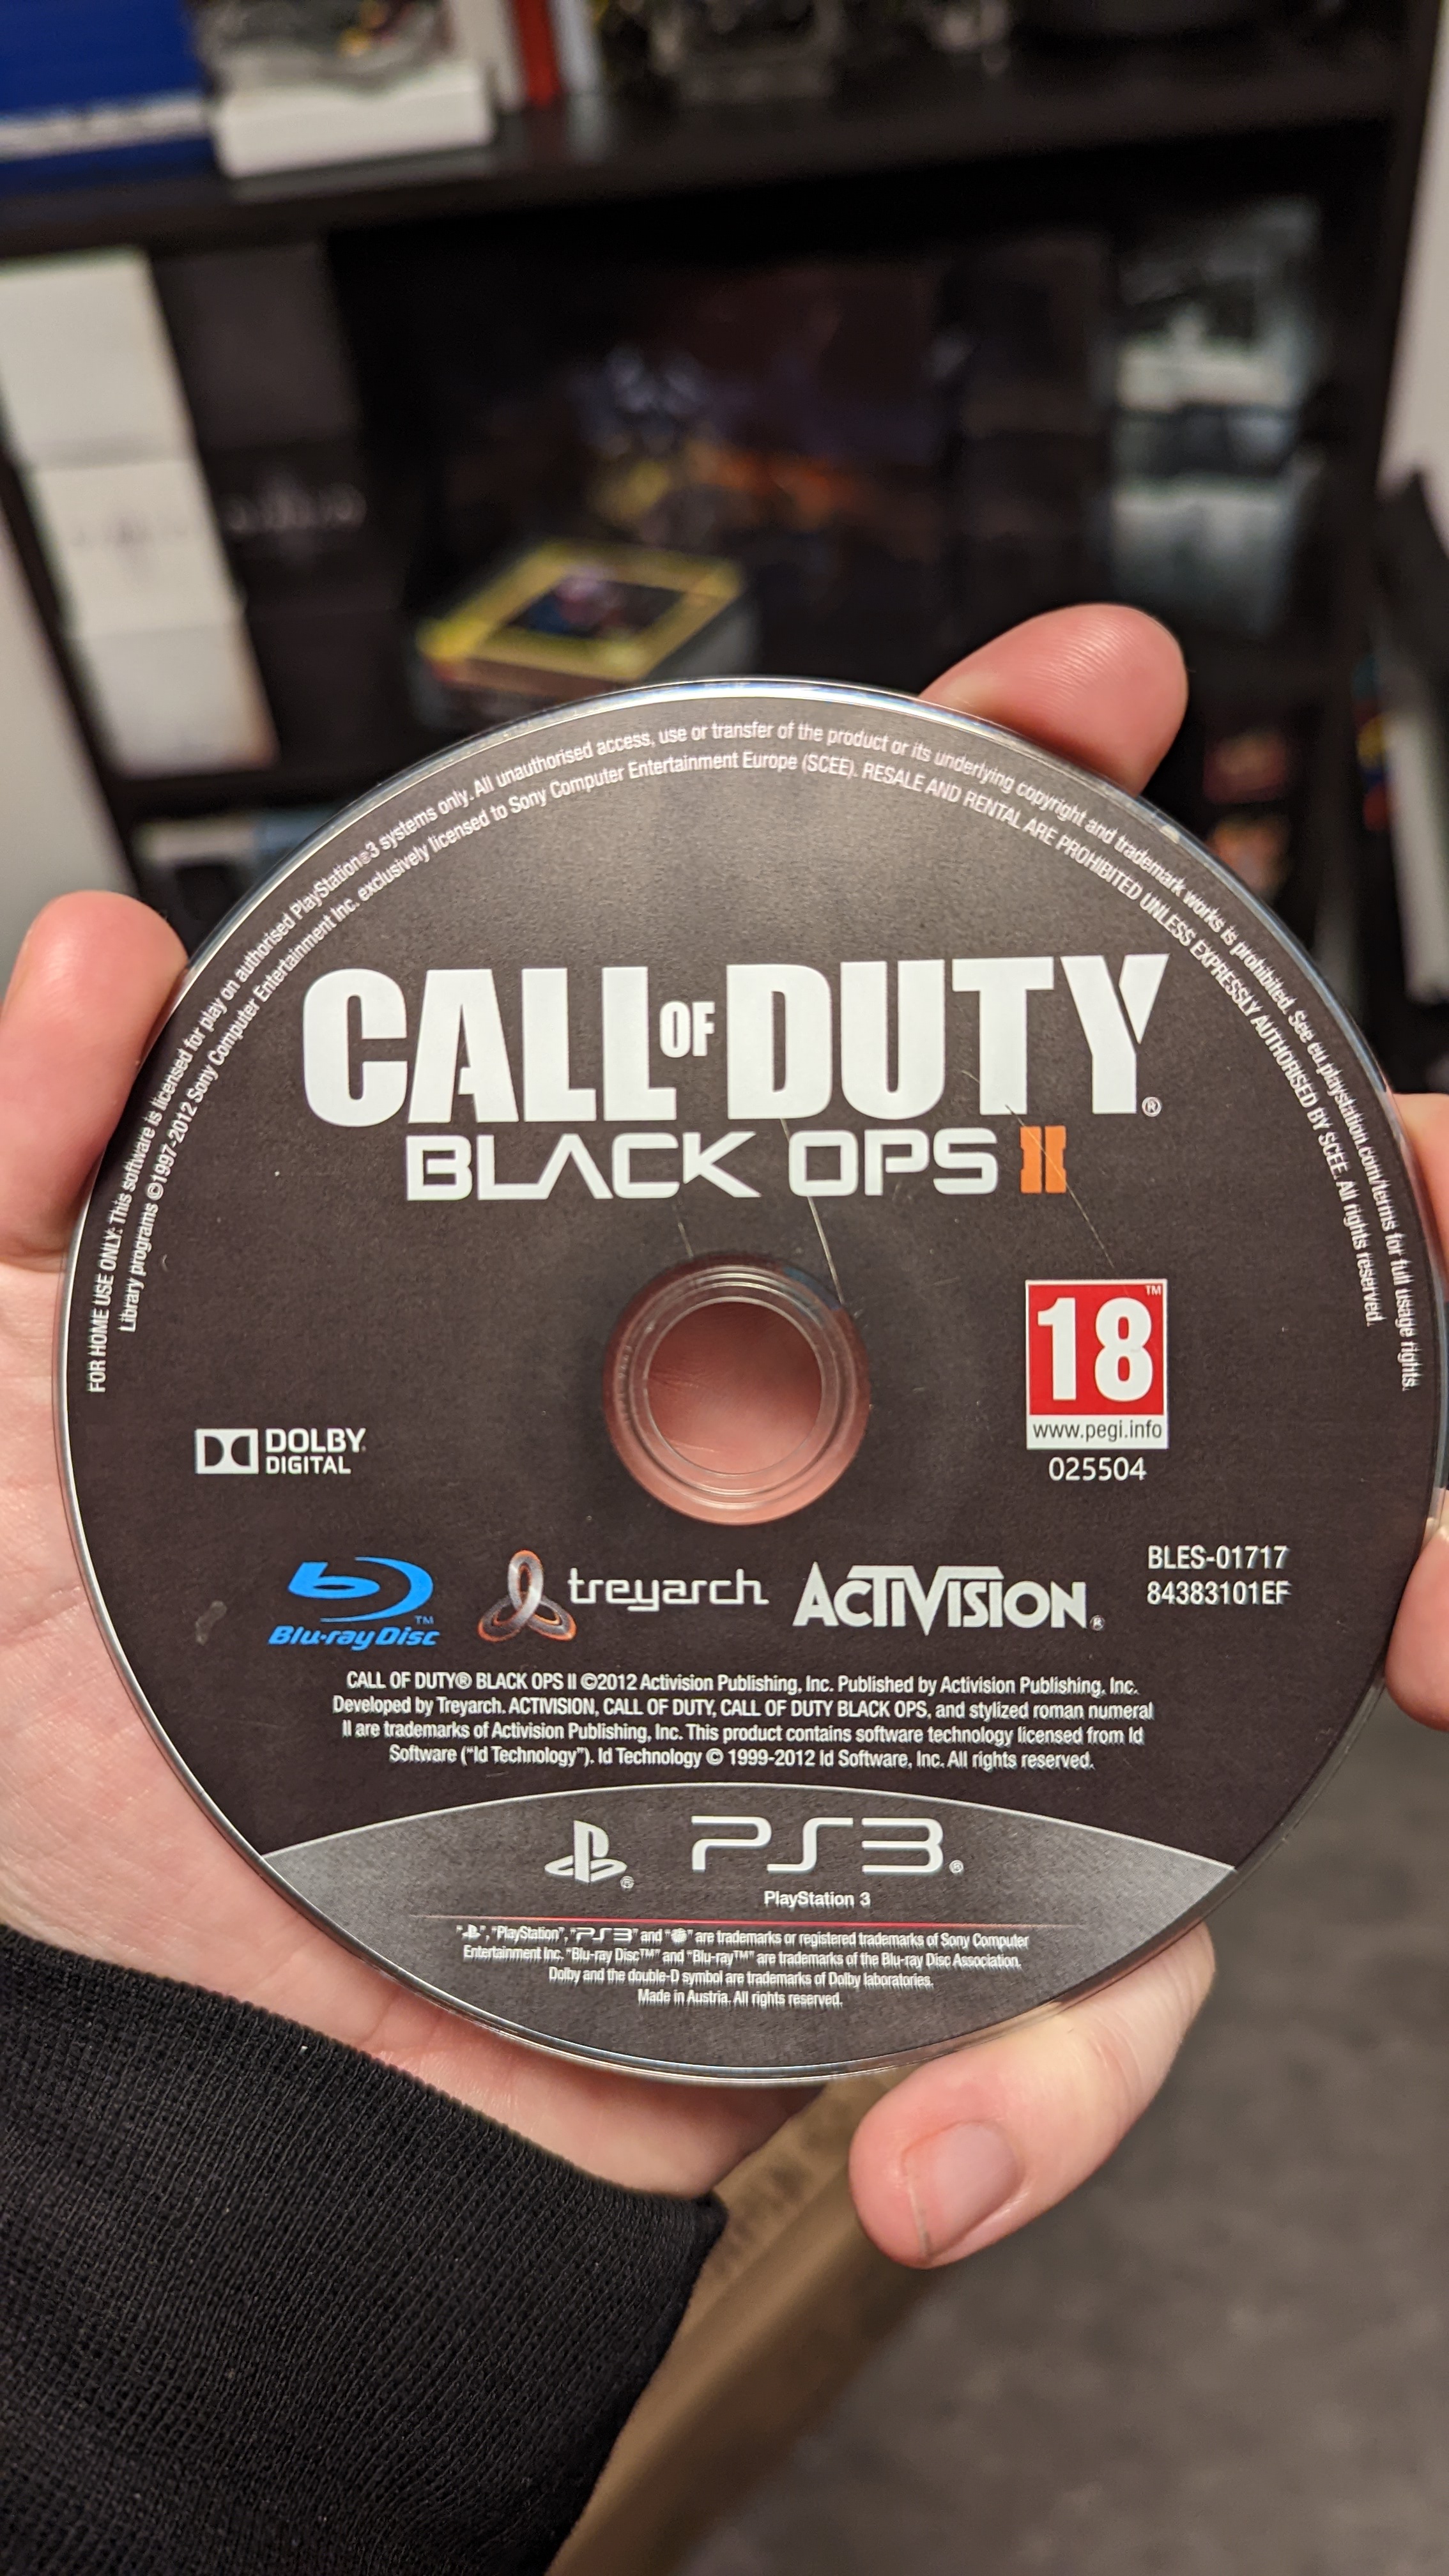 FOR HOME USE ONLY: This software is licensed for play on authorised PlayStation®3 systems only. All unauthorised access, use or transfer of the product or its underlying copyright and trademark works is prohibited. See eu.playstation.com/terms for full usage rights.
Library programs ©1997-2012 Sony Computer Entertainment Inc. exclusively licensed to Sony Computer Entertainment Europe (SCEE). RESALE AND RENTAL ARE PROHIBITED UNLESS EXPRESSLY AUTHORISED BY SCEE. All rights reserved.
CALL OF DUTY®
BLACK OPS II
18™
www.pegi.info
025504
DOLBY®
DIGITAL
BLES-01717
84383101EF
Blu-ray Disc™
treyarch
ACTIVISION®
CALL OF DUTY® BLACK OPS II ©2012 Activision Publishing, Inc. Published by Activision Publishing, Inc.
Developed by Treyarch. ACTIVISION, CALL OF DUTY, CALL OF DUTY BLACK OPS, and stylized roman numeral
II are trademarks of Activision Publishing, Inc. This product contains software technology licensed from Id
Software (“Id Technology”). Id Technology © 1999-2012 Id Software, Inc. All rights reserved.
PS3®
PlayStation 3
“ ”, “PlayStation”, “PS3” and “ ” are trademarks or registered trademarks of Sony Computer
Entertainment Inc. “Blu-ray Disc™” and “Blu-ray™” are trademarks of the Blu-ray Disc Association.
Dolby and the double-D symbol are trademarks of Dolby laboratories.
Made in Austria. All rights reserved.